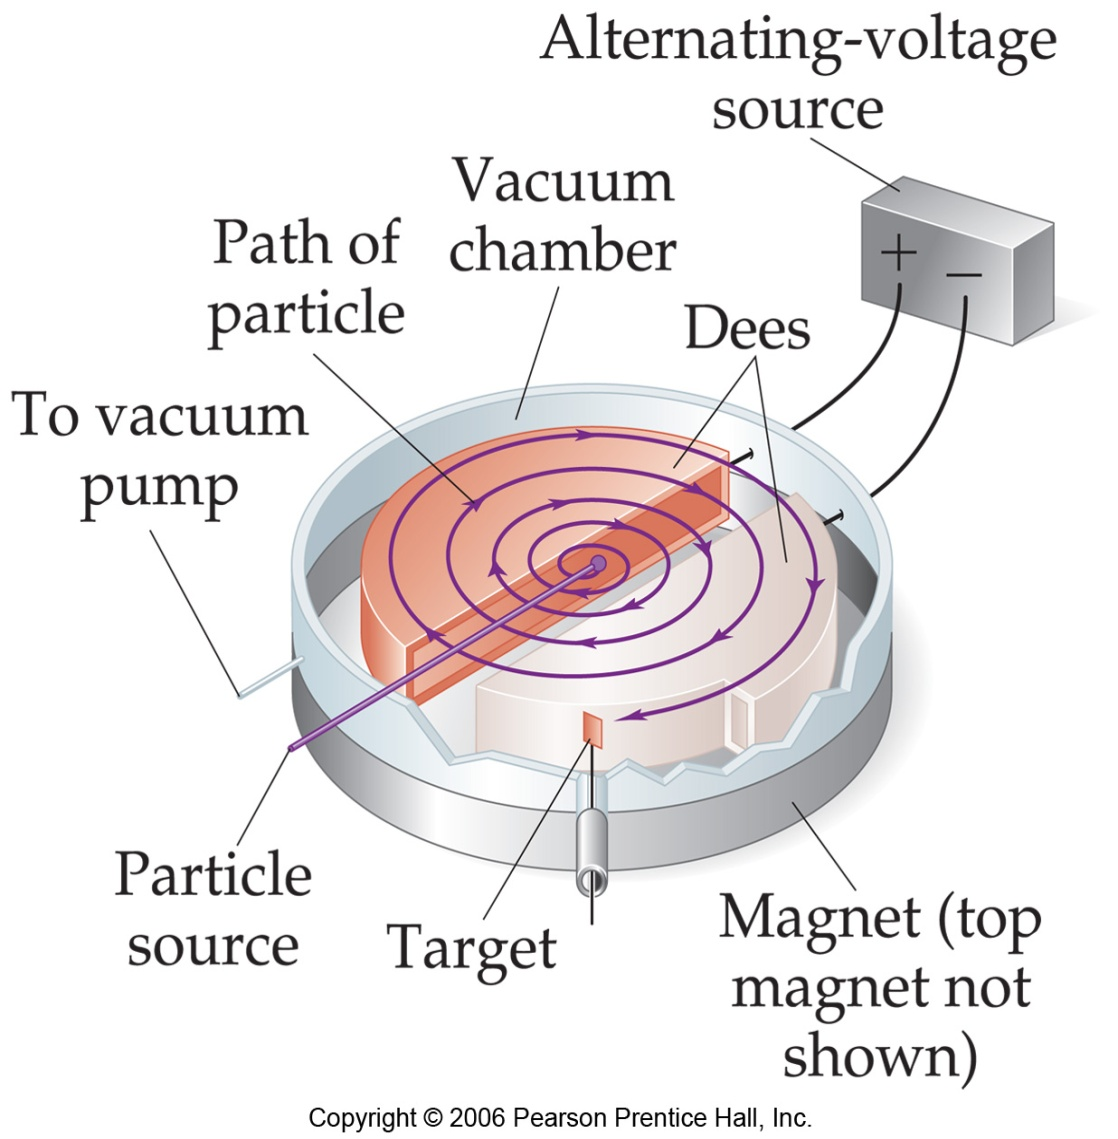 Alternating-voltage
source
Vacuum
chamber
Path of
particle
Dees
To vacuum
pump
+
−
Particle
source
Target
Magnet (top
magnet not
shown)
Copyright © 2006 Pearson Prentice Hall, Inc.